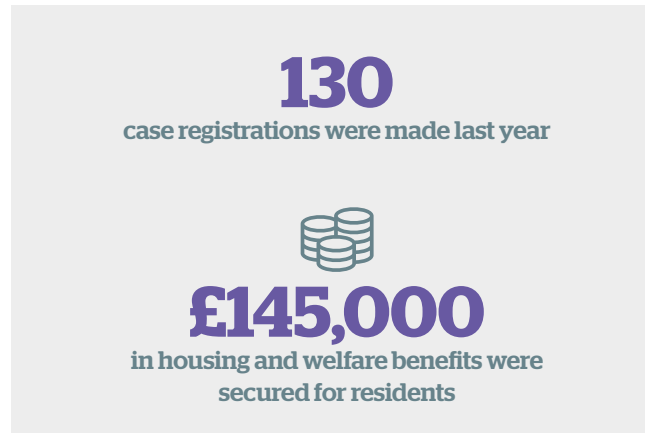 130
case registrations were made last year
£145,000
in housing and welfare benefits were
secured for residents